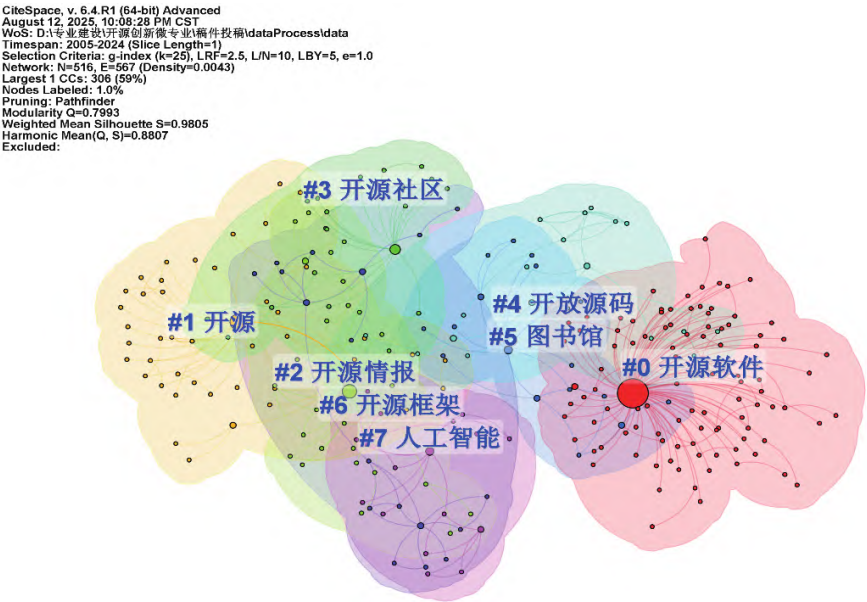 CiteSpace, v. 6.4.R1 (64-bit) Advanced
August 12, 2025, 10:08:28 PM CST
WoS: D:\专业建设\开源创新微专业\稿件投稿\dataProcess\data
Timespan: 2005-2024 (Slice Length=1)
Selection Criteria: g-index (k=25), LRF=2.5, L/N=10, LBY=5, e=1.0
Network: N=516, E=567 (Density=0.0043)
Largest 1 CCs: 306 (59%)
Nodes Labeled: 1.0%
Pruning: Pathfinder
Modularity Q=0.7993
Weighted Mean Silhouette S=0.9805
Harmonic Mean(Q, S)=0.8807
Excluded:
#3 开源社区
#4 开放源码
#1 开源
#5 图书馆
#0 开源软件
#2 开源情报
#6 开源框架
#7 人工智能